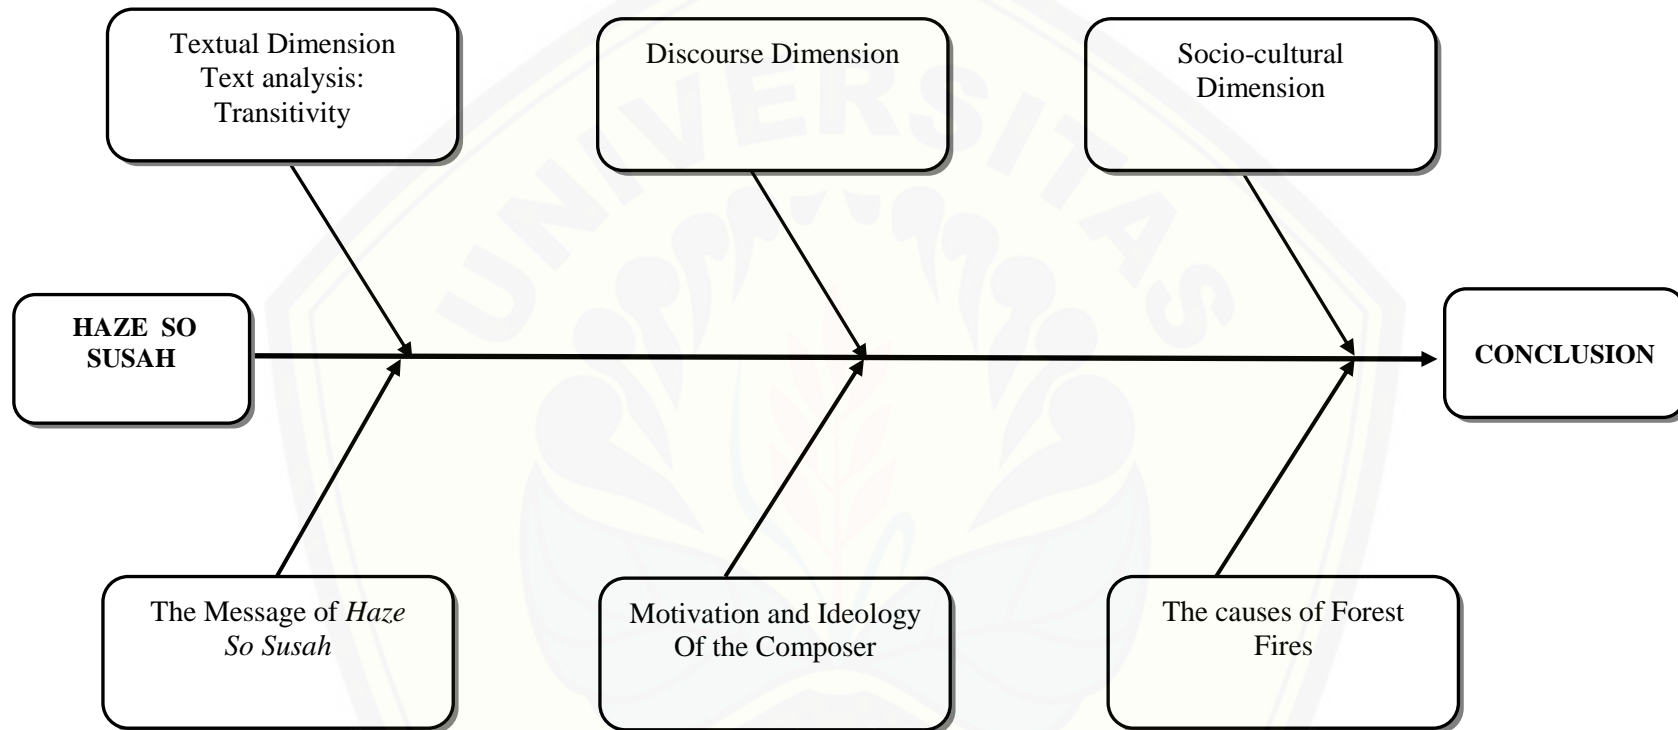 Textual Dimension
Text analysis:
Transitivity
Discourse Dimension
Socio-cultural
Dimension
UNIVERSITAS
HAZE SO
SUSAH
CONCLUSION
The Message of Haze
So Susah
Motivation and Ideology
Of the Composer
The causes of Forest
Fires